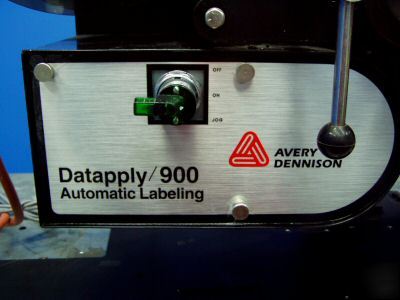 OFF
ON
JOG
Datapply/900
Automatic Labeling
AVERY
DENNISON